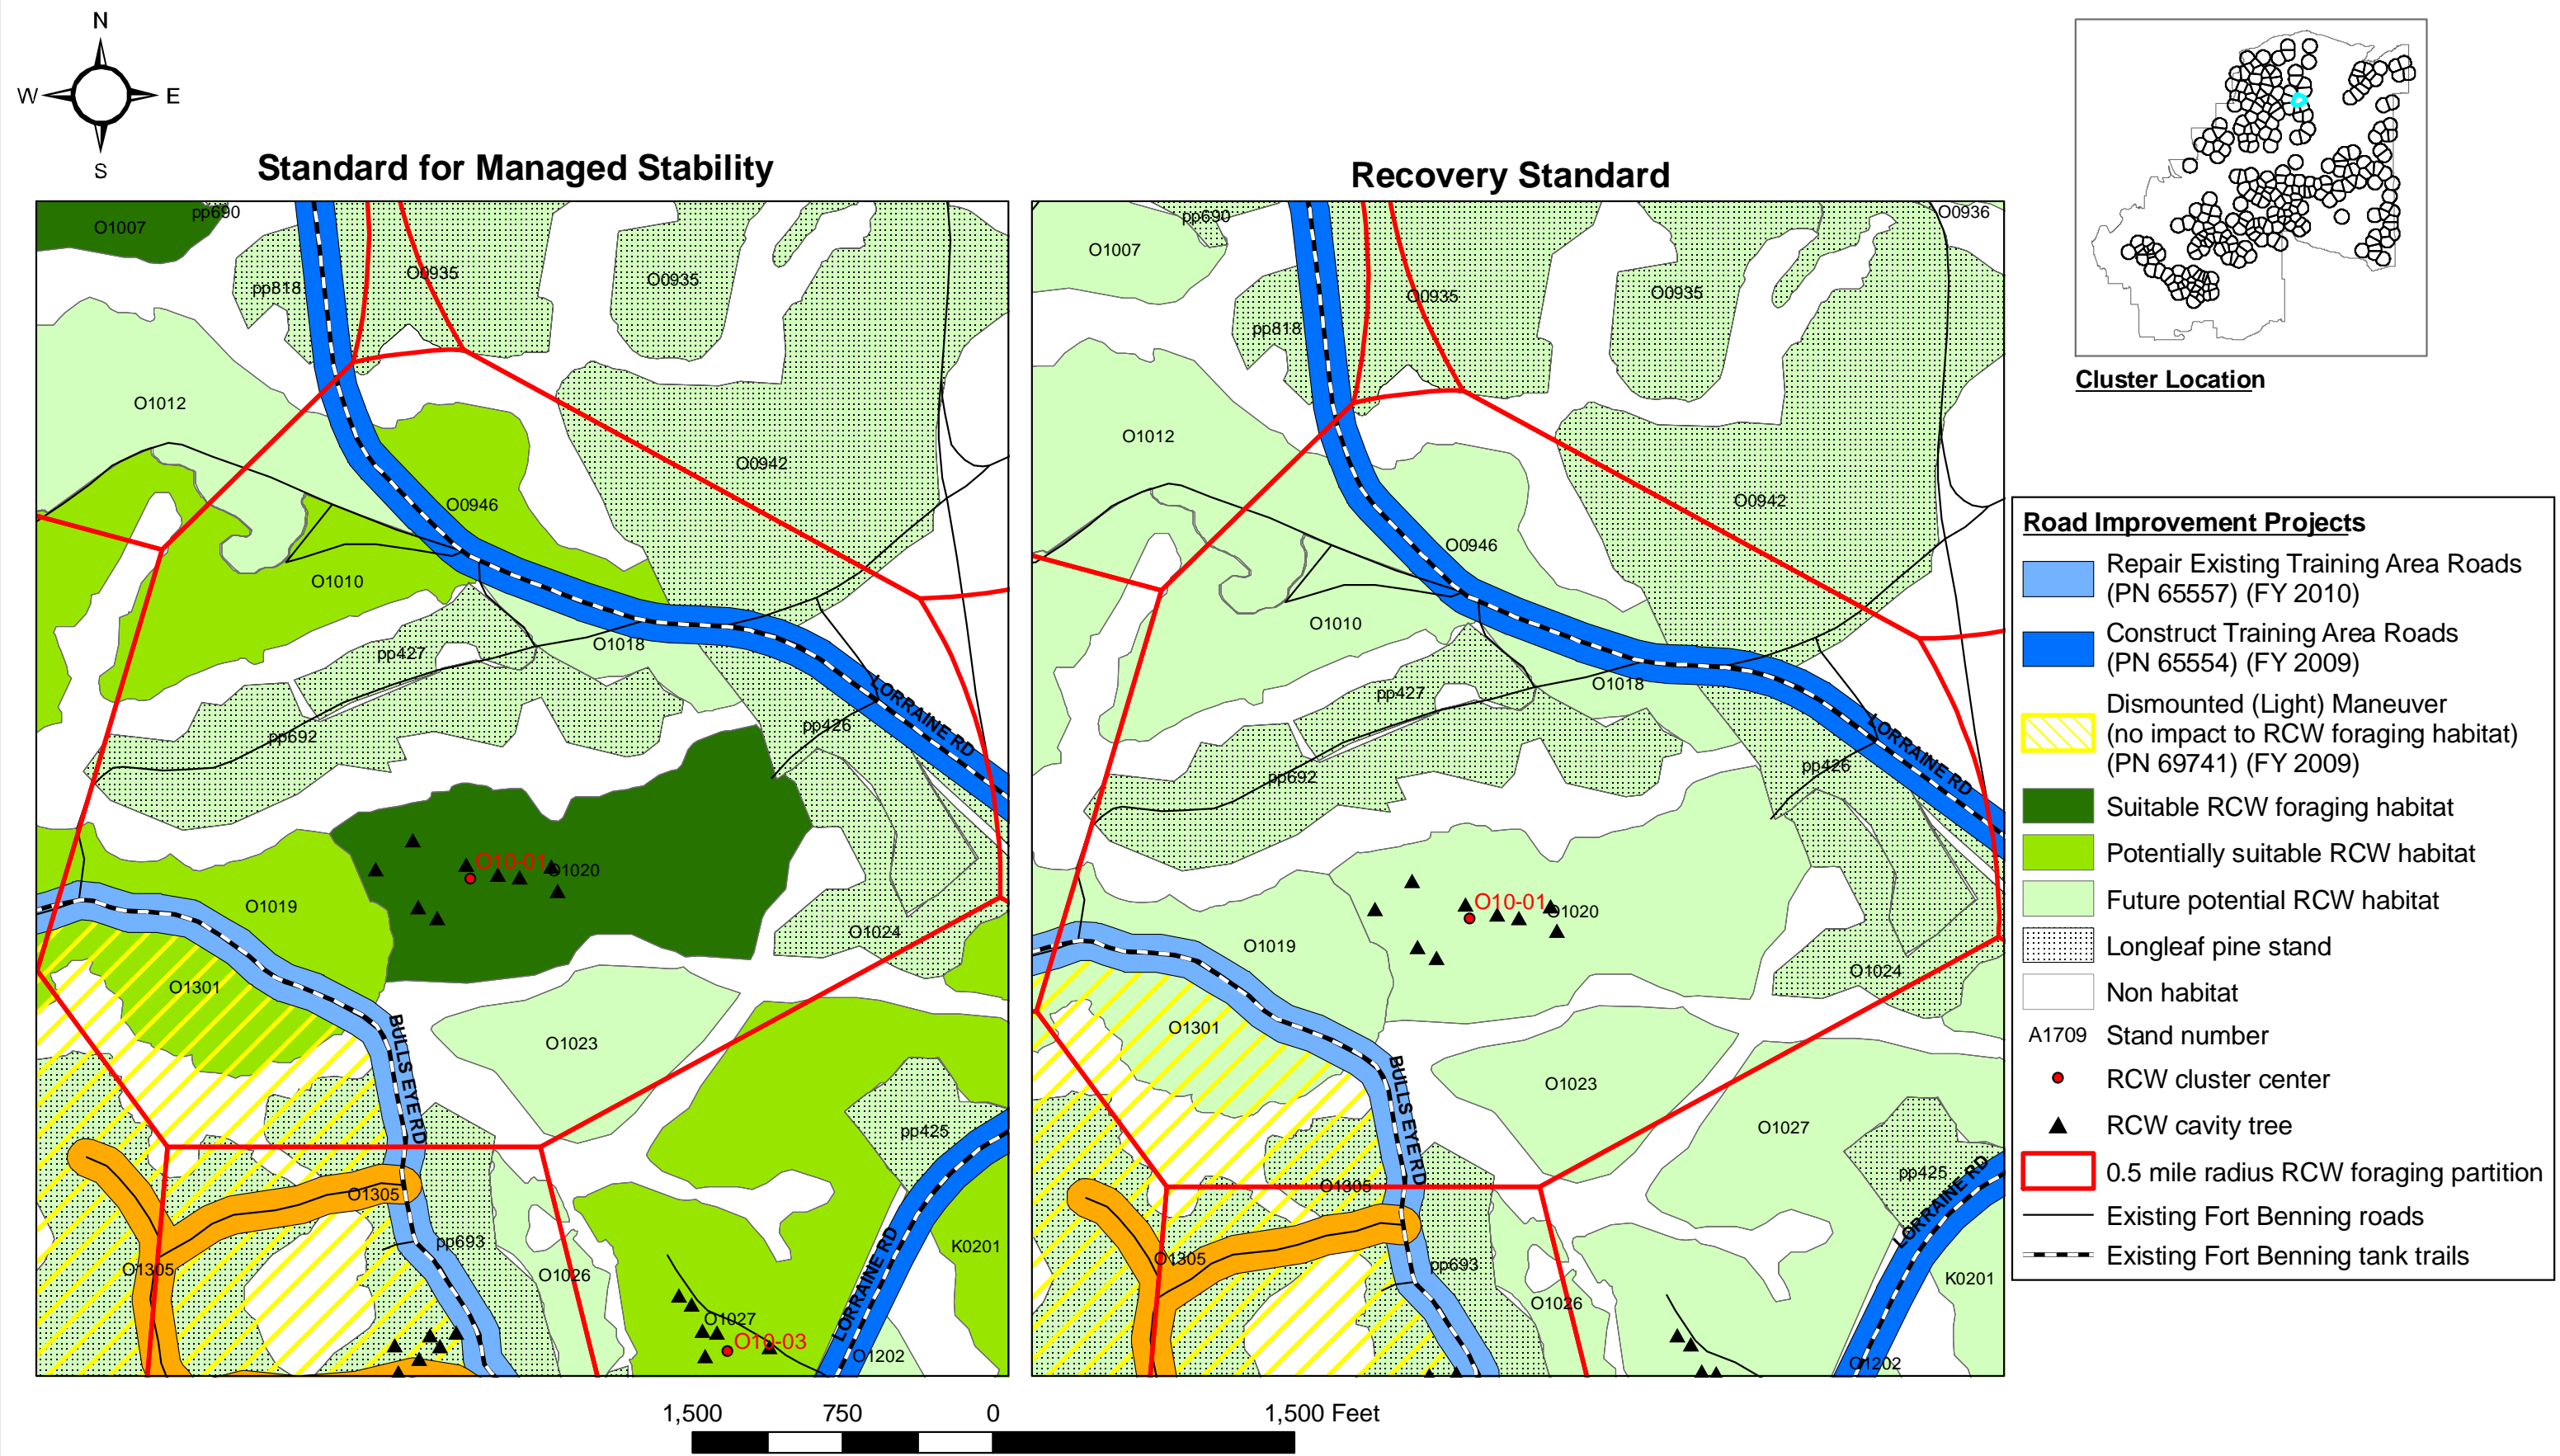 N
W
E
S
Standard for Managed Stability
Recovery Standard
Cluster Location
O1007
pp690
pp818
O0935
O0935
O1012
O0942
O0946
O1010
pp427
O1018
pp692
pp426
LORRAINE RD
O10-01
O1020
O1019
O1024
O1301
BULLS EYE RD
O1023
pp425
O1305
pp693
O1305
O1026
K0201
LORRAINE RD
O1027
O10-03
O1202
pp690
O0936
O1007
O0935
O0935
pp818
O1012
O0942
O0946
O1010
O1018
pp427
LORRAINE RD
pp426
pp692
O10-01
O1020
O1019
O1024
O1301
BULLS EYE RD
O1023
O1027
pp425
O1305
LORRAINE RD
O1305
pp693
K0201
O1026
O1202
Road Improvement Projects
Repair Existing Training Area Roads
(PN 65557) (FY 2010)
Construct Training Area Roads
(PN 65554) (FY 2009)
Dismounted (Light) Maneuver
(no impact to RCW foraging habitat)
(PN 69741) (FY 2009)
Suitable RCW foraging habitat
Potentially suitable RCW habitat
Future potential RCW habitat
Longleaf pine stand
Non habitat
A1709 Stand number
RCW cluster center
RCW cavity tree
0.5 mile radius RCW foraging partition
Existing Fort Benning roads
Existing Fort Benning tank trails
1,500 750 0 1,500 Feet